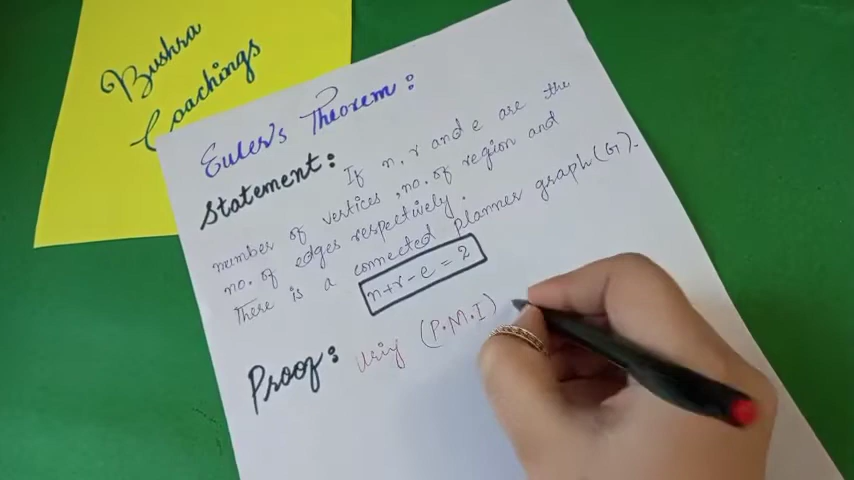 Bushra
Coachings
Euler's Theorem:
Statement: If n, r and e are the
number of vertices, no. of region and
no. of edges respectively.
There is a connected planner graph (G).
n+r-e=2
Proof: Using (P.M.I)